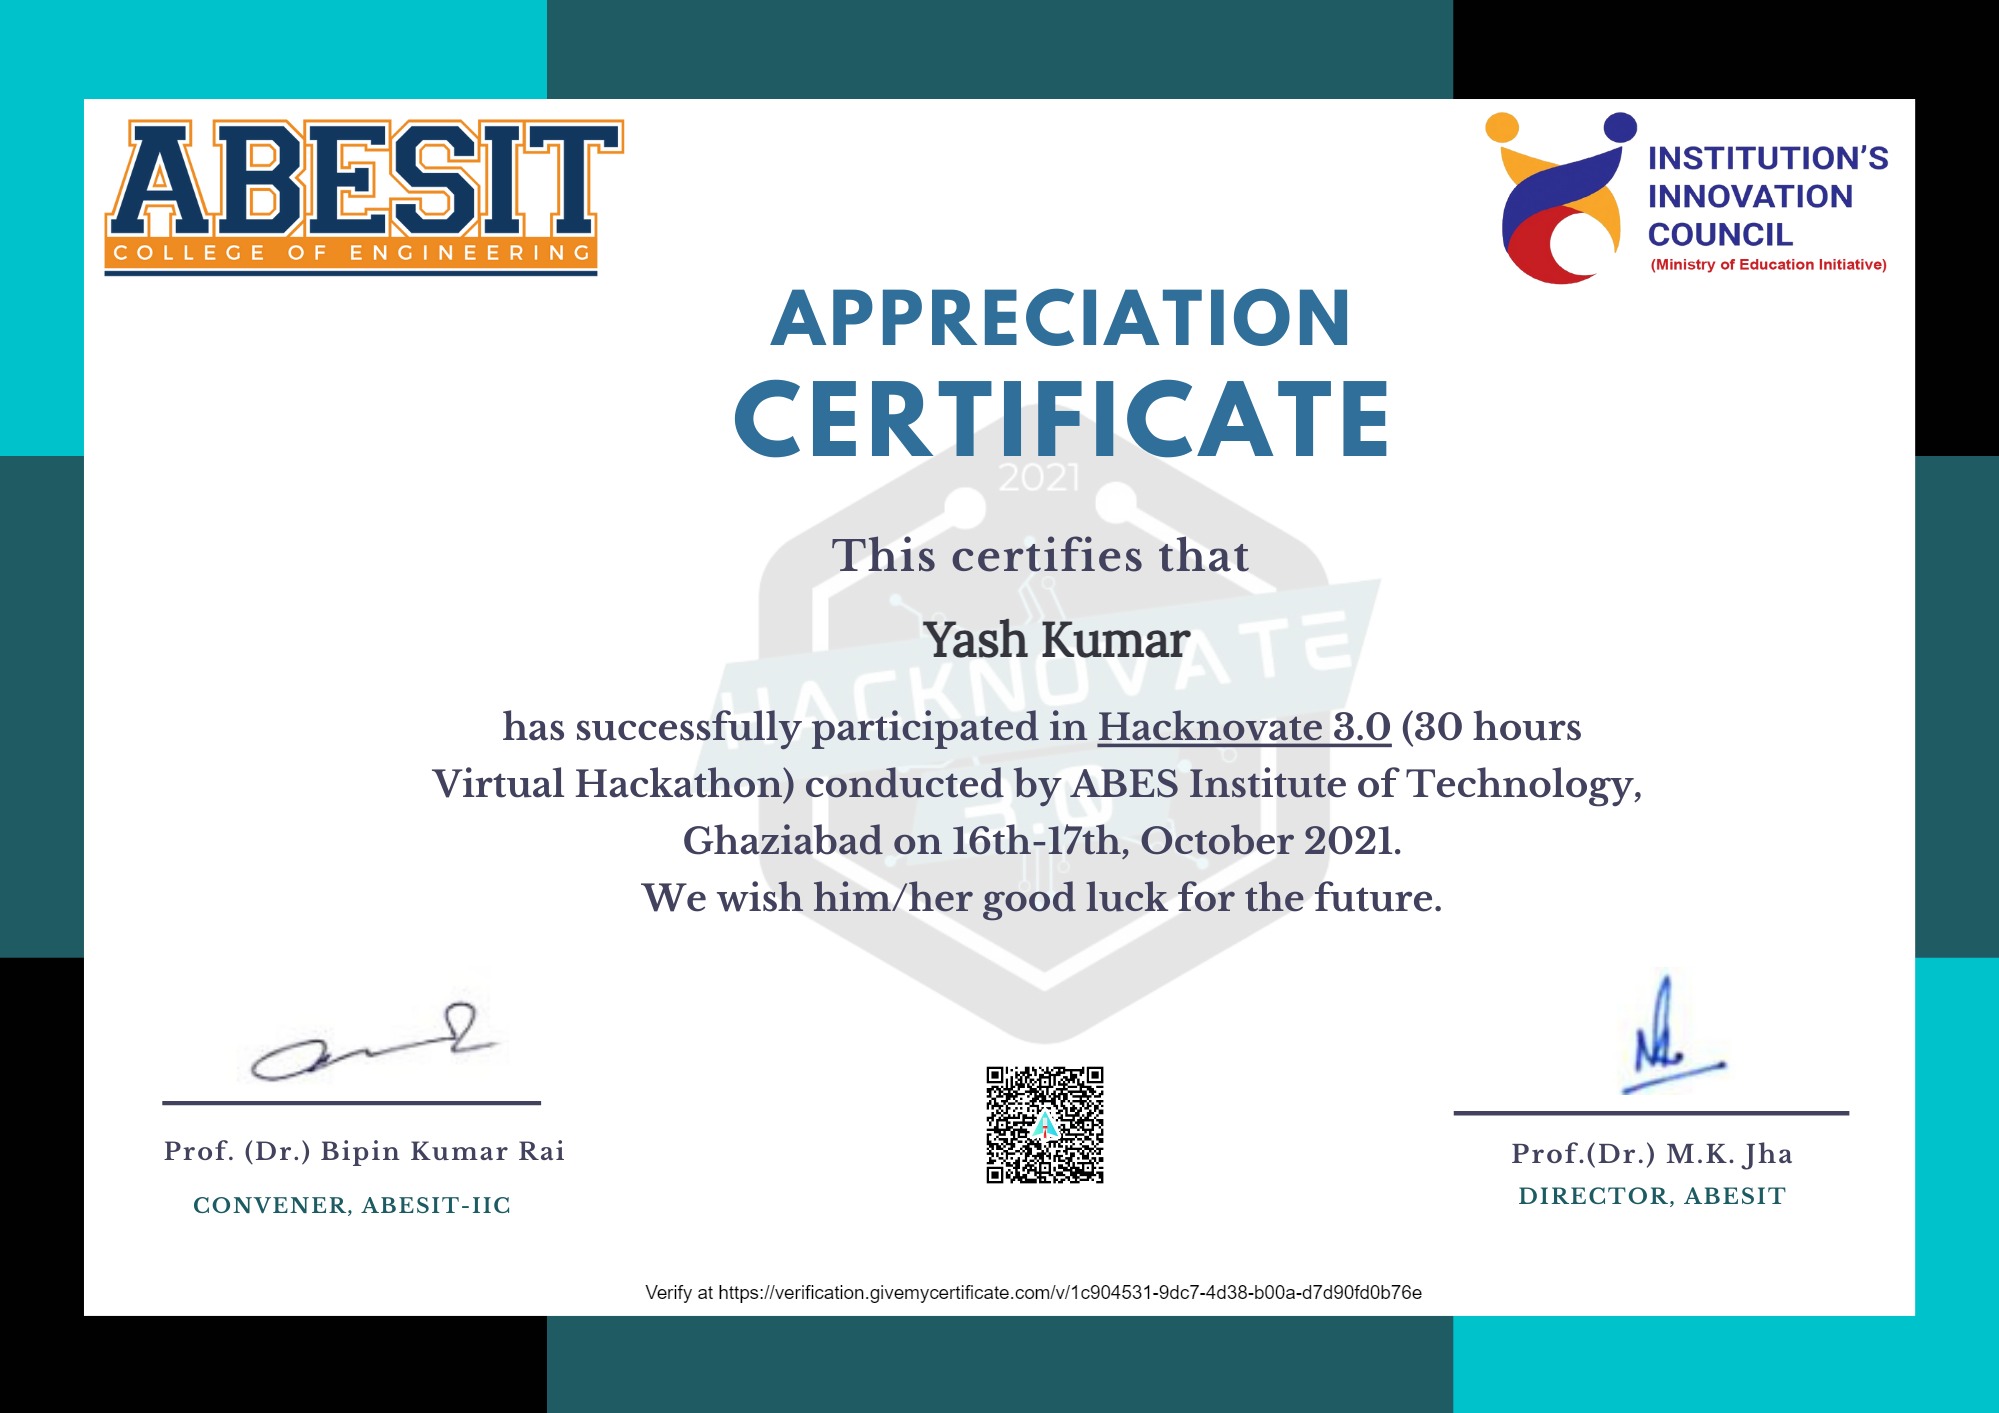 ABESIT
COLLEGE OF ENGINEERING
INSTITUTION'S
INNOVATION
COUNCIL
(Ministry of Education Initiative)
APPRECIATION
CERTIFICATE
2021
This certifies that
Yash Kumar
HACKNOVATE
has successfully participated in Hacknovate 3.0 (30 hours
Virtual Hackathon) conducted by ABES Institute of Technology,
3.0
Ghaziabad on 16th-17th, October 2021.
We wish him/her good luck for the future.
Prof. (Dr.) Bipin Kumar Rai
CONVENER, ABESIT-IIC
Prof.(Dr.) M.K. Jha
DIRECTOR, ABESIT
Verify at https://verification.givemycertificate.com/v/1c904531-9dc7-4d38-b00a-d7d90fd0b76e